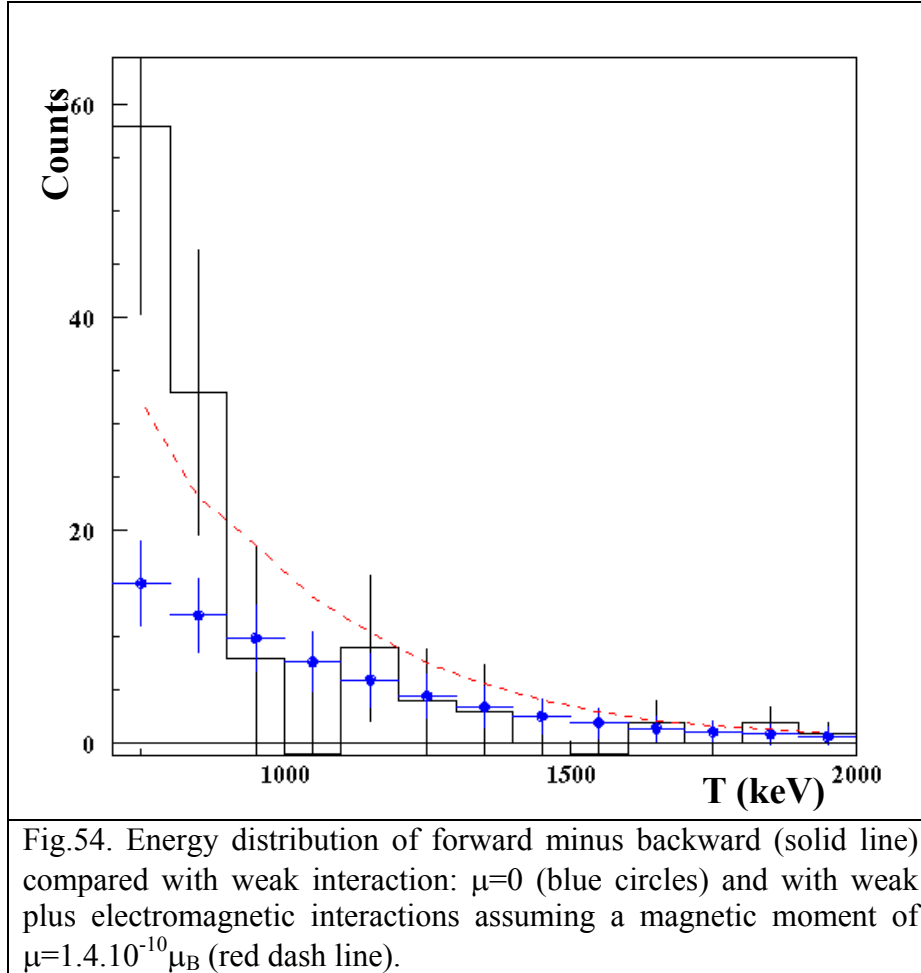 Counts
60
40
20
0
1000
1500
2000
T (keV)
Fig.54. Energy distribution of forward minus backward (solid line)
compared with weak interaction: μ=0 (blue circles) and with weak
plus electromagnetic interactions assuming a magnetic moment of
μ=1.4.10⁻¹⁰μ_B (red dash line).